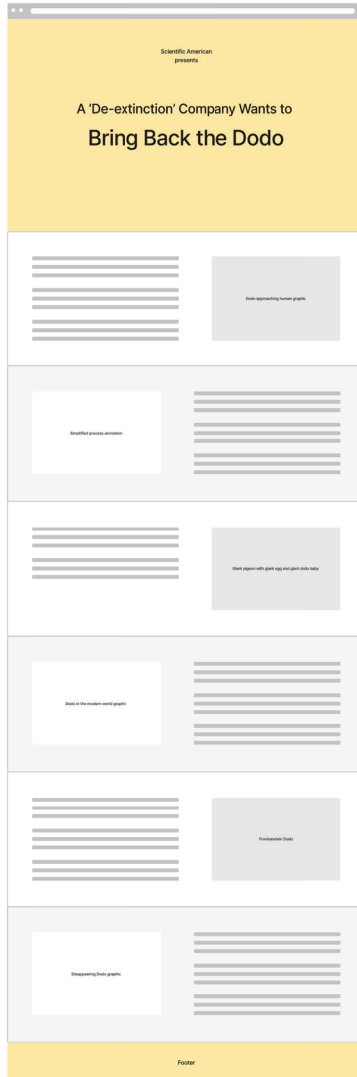 Scientific American
presents
A ‘De-extinction’ Company Wants to
Bring Back the Dodo
Dodo approaching human graphic
Simplified process animation
Giant pigeon with giant egg and giant dodo baby
Dodo in the modern world graphic
Frankenstein Dodo
Disappearing Dodo graphic
Footer